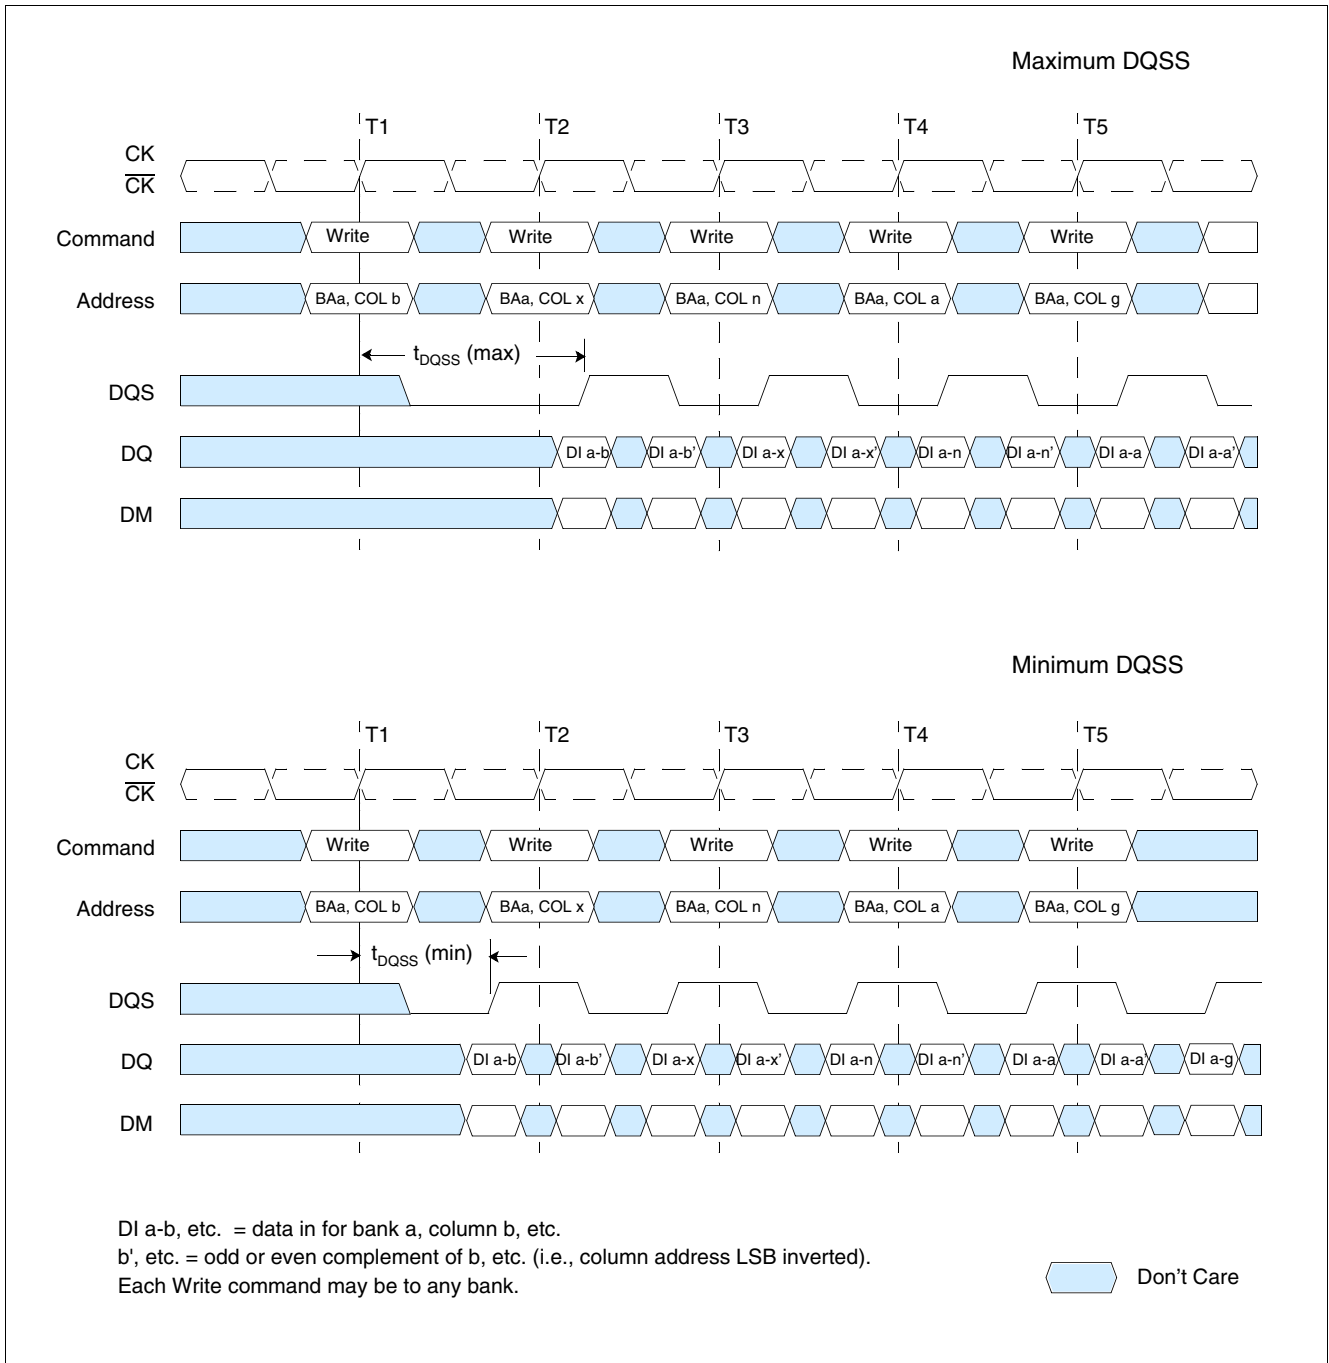 Maximum DQSS
T1 T2 T3 T4 T5
CK
CK
Command Write Write Write Write Write
Address BAa, COL b BAa, COL x BAa, COL n BAa, COL a BAa, COL g
tDQSS (max)
DQS
DQ DI a-b DI a-b' DI a-x DI a-x' DI a-n DI a-n' DI a-a DI a-a'
DM
Minimum DQSS
T1 T2 T3 T4 T5
CK
CK
Command Write Write Write Write Write
Address BAa, COL b BAa, COL x BAa, COL n BAa, COL a BAa, COL g
tDQSS (min)
DQS
DQ DI a-b DI a-b' DI a-x DI a-x' DI a-n DI a-n' DI a-a DI a-a' DI a-g
DM
DI a-b, etc. = data in for bank a, column b, etc.
b', etc. = odd or even complement of b, etc. (i.e., column address LSB inverted).
Each Write command may be to any bank.
Don't Care